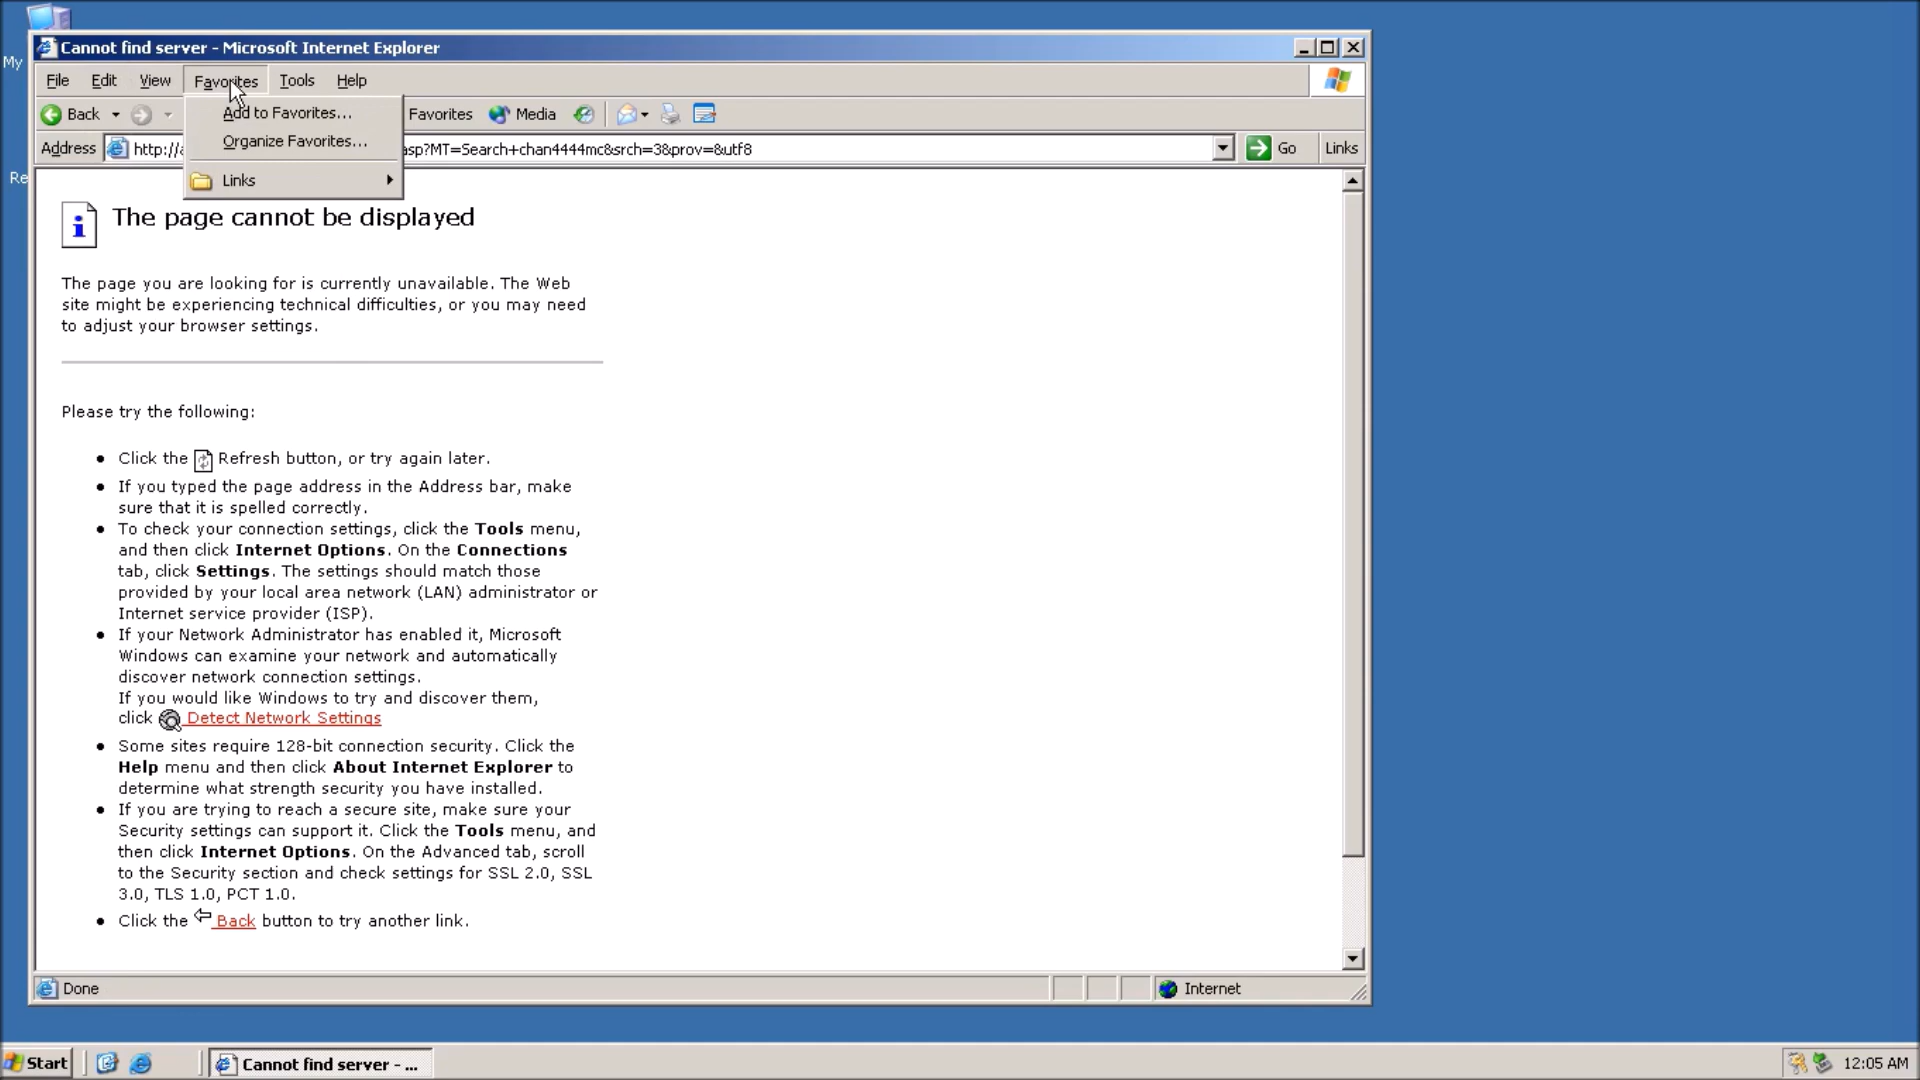 My
Re
Cannot find server - Microsoft Internet Explorer
File Edit View Favorites Tools Help
Back Favorites Media
Add to Favorites...
Organize Favorites...
Links
Address http:// asp?MT=Search+chan4444mc&srch=3&prov=&utf8 Go Links
The page cannot be displayed
The page you are looking for is currently unavailable. The Web
site might be experiencing technical difficulties, or you may need
to adjust your browser settings.
Please try the following:
Click the Refresh button, or try again later.
If you typed the page address in the Address bar, make
sure that it is spelled correctly.
To check your connection settings, click the Tools menu,
and then click Internet Options. On the Connections
tab, click Settings. The settings should match those
provided by your local area network (LAN) administrator or
Internet service provider (ISP).
If your Network Administrator has enabled it, Microsoft
Windows can examine your network and automatically
discover network connection settings.
If you would like Windows to try and discover them,
click Detect Network Settings
Some sites require 128-bit connection security. Click the
Help menu and then click About Internet Explorer to
determine what strength security you have installed.
If you are trying to reach a secure site, make sure your
Security settings can support it. Click the Tools menu, and
then click Internet Options. On the Advanced tab, scroll
to the Security section and check settings for SSL 2.0, SSL
3.0, TLS 1.0, PCT 1.0.
Click the Back button to try another link.
Done Internet
Start Cannot find server - ... 12:05 AM